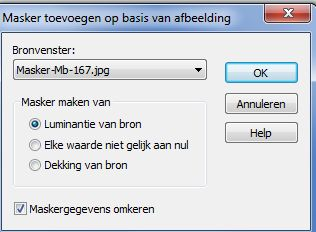 Masker toevoegen op basis van afbeelding
Bronvenster:
Masker-Mb-167.jpg
OK
Annuleren
Help
Masker maken van
Luminantie van bron
Elke waarde niet gelijk aan nul
Dekking van bron
Maskergegevens omkeren